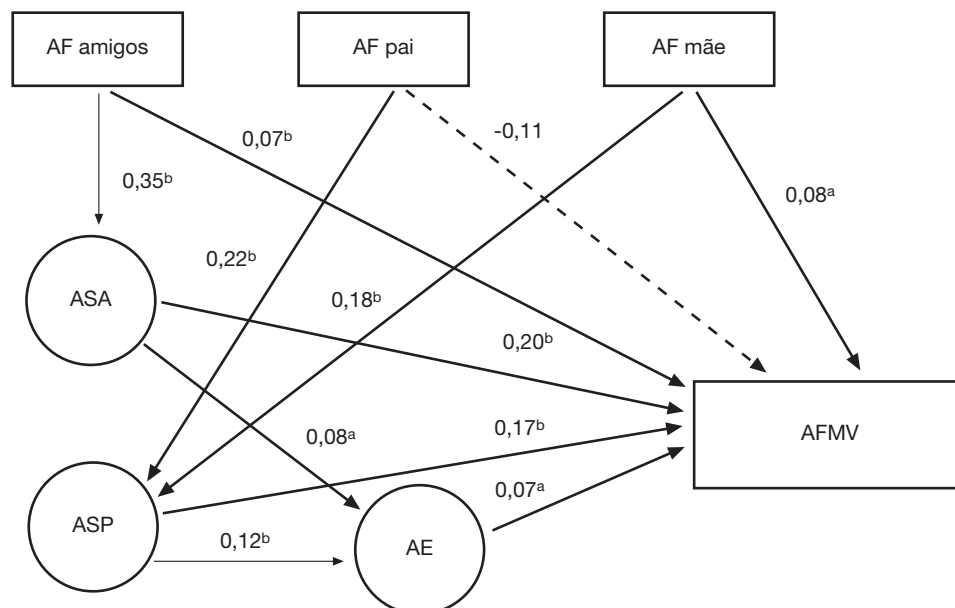 AF amigos
AF pai
AF mãe
0,07ᵇ
-0,11
0,35ᵇ
0,08ᵃ
0,22ᵇ
ASA
0,18ᵇ
0,20ᵇ
0,08ᵃ
0,17ᵇ
AFMV
0,07ᵃ
ASP
0,12ᵇ
AE